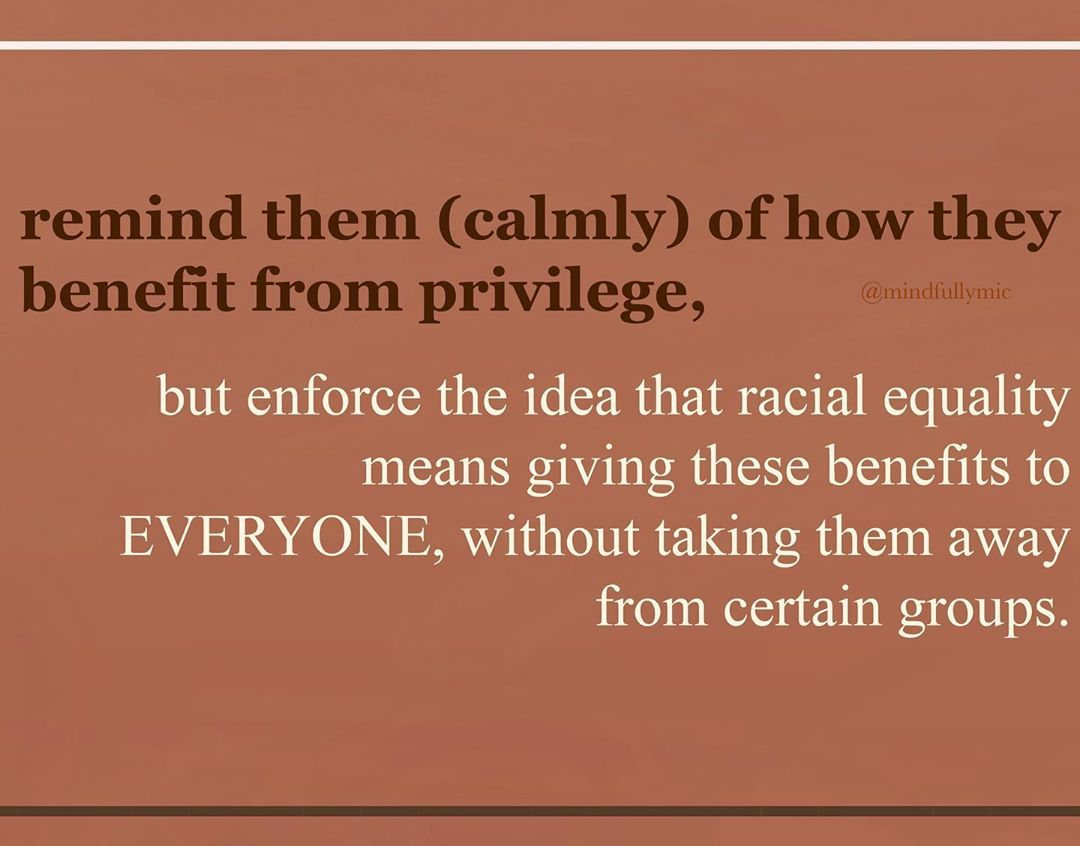 remind them (calmly) of how they
benefit from privilege,
@mindfullymic
but enforce the idea that racial equality
means giving these benefits to
EVERYONE, without taking them away
from certain groups.